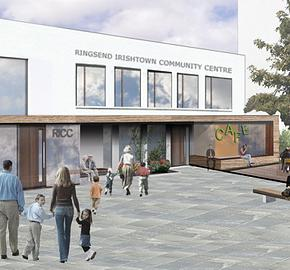 RINGSEND IRISHTOWN COMMUNITY CENTRE
RICC
CAFE